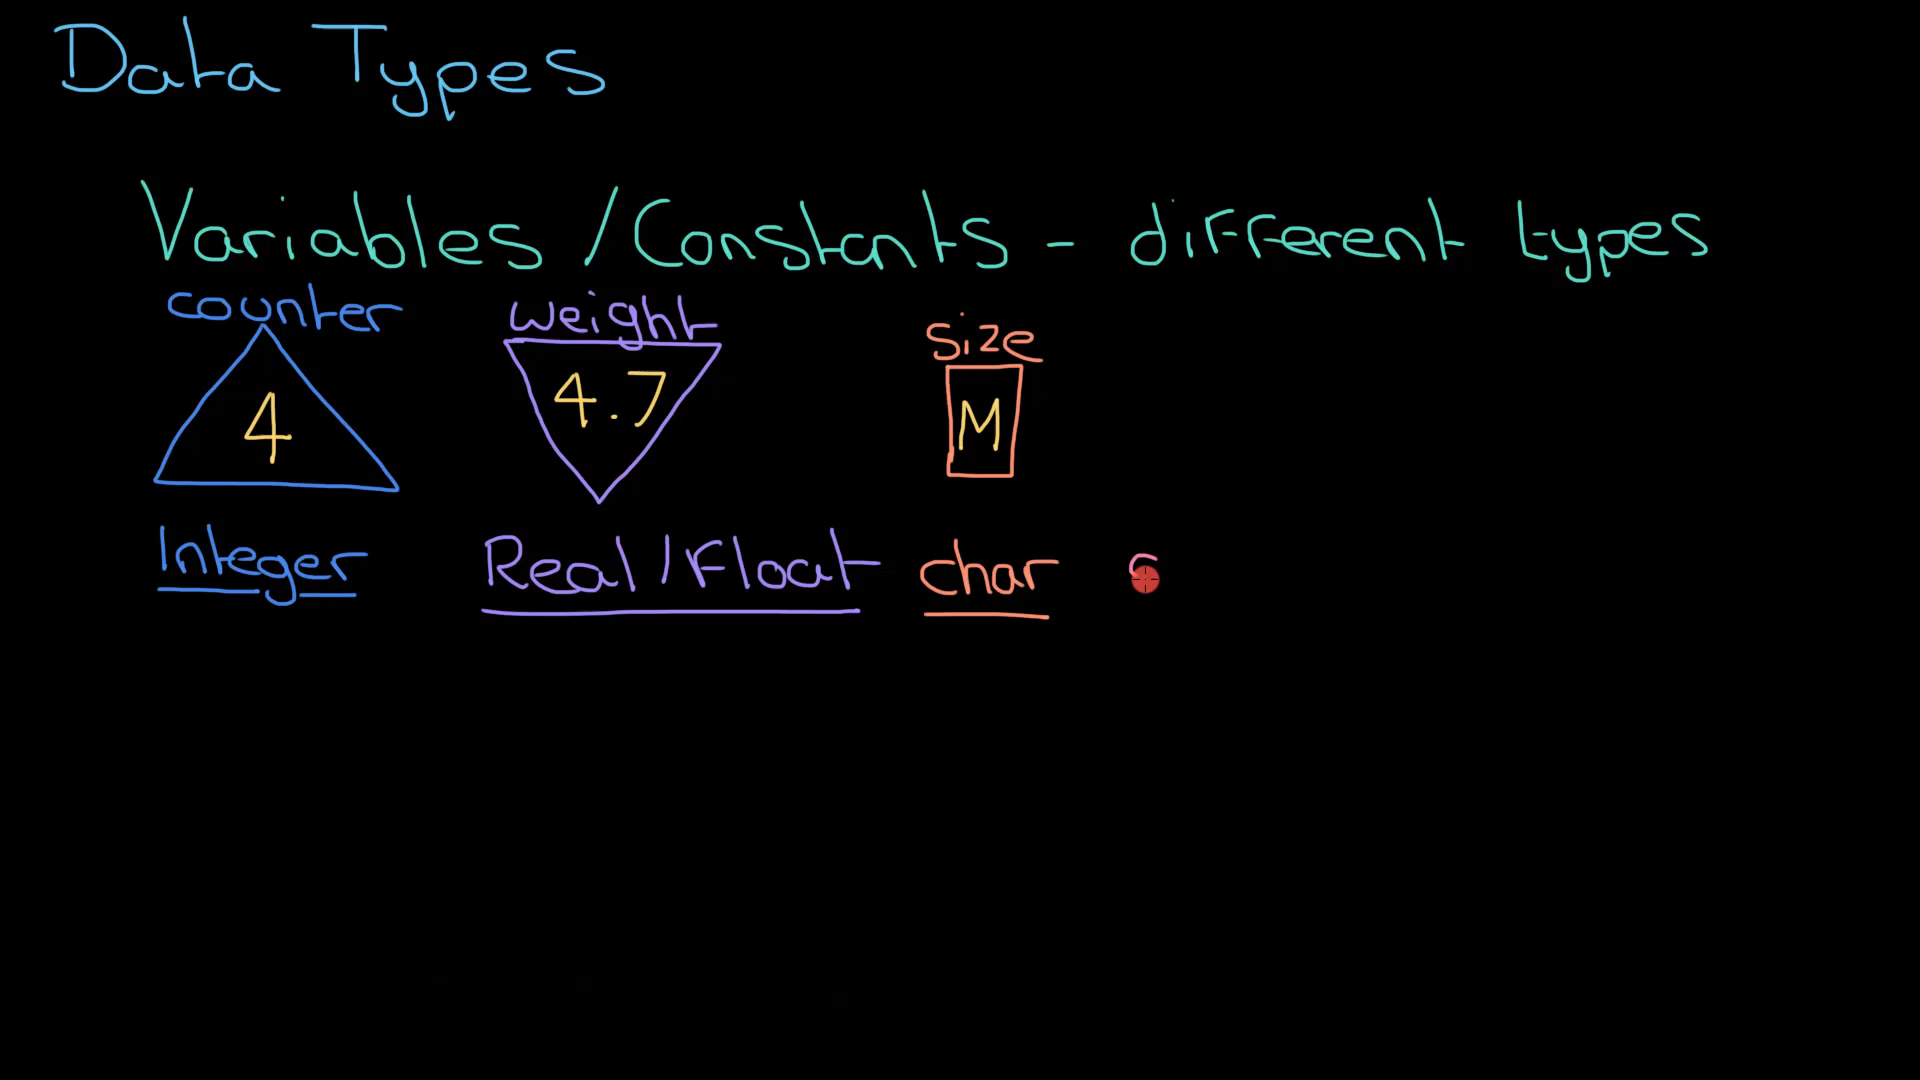 Data Types
Variables / Constants - different types
counter weight size
4 4.7 M
Integer Real/Float char